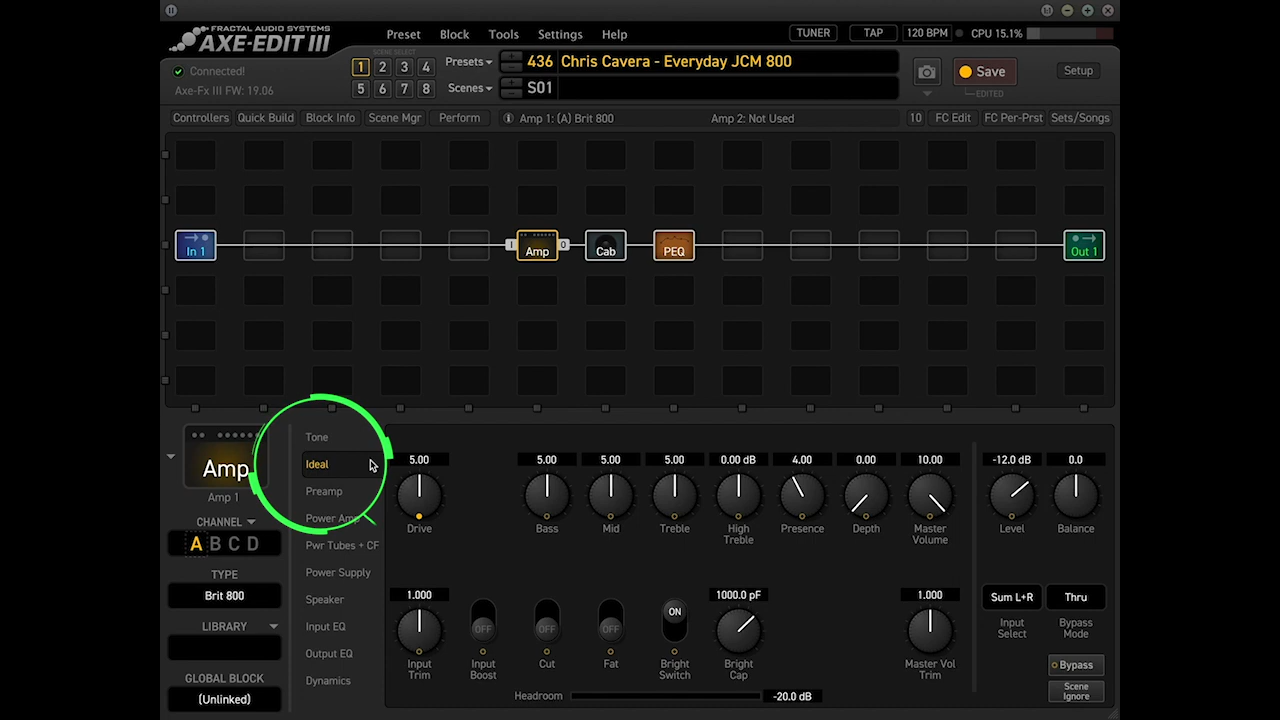 FRACTAL AUDIO SYSTEMS
AXE-EDIT III
Preset Block Tools Settings Help
TUNER TAP 120 BPM CPU 15.1%
SCENE SELECT
1 2 3 4
5 6 7 8
Connected!
Axe-Fx III FW: 19.06
Presets 436 Chris Cavera - Everyday JCM 800
Scenes S01
Save
EDITED
Setup
Controllers Quick Build Block Info Scene Mgr Perform Amp 1: (A) Brit 800 Amp 2: Not Used 10 FC Edit FC Per-Prst Sets/Songs
In 1 I Amp O Cab PEQ Out 1
Amp
Amp 1
CHANNEL
A B C D
TYPE
Brit 800
LIBRARY
GLOBAL BLOCK
(Unlinked)
Tone
Ideal
Preamp
Power Amp
Pwr Tubes + CF
Power Supply
Speaker
Input EQ
Output EQ
Dynamics
5.00 5.00 5.00 5.00 0.00 dB 4.00 0.00 10.00 -12.0 dB 0.0
Drive Bass Mid Treble High Treble Presence Depth Master Volume Level Balance
1.000 1000.0 pF 1.000
OFF OFF OFF ON Sum L+R Thru
Input Trim Input Boost Cut Fat Bright Switch Bright Cap Master Vol Trim Input Select Bypass Mode
Bypass
Scene Ignore
Headroom -20.0 dB